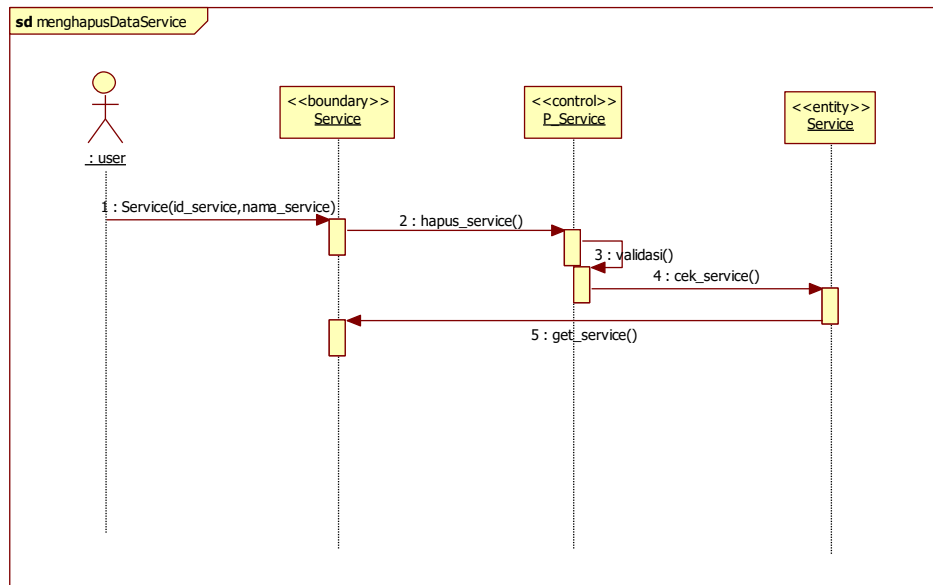 sd menghapusDataService
: user
<<boundary>>
Service
<<control>>
P_Service
<<entity>>
Service
1 : Service(id_service,nama_service)
2 : hapus_service()
3 : validasi()
4 : cek_service()
5 : get_service()